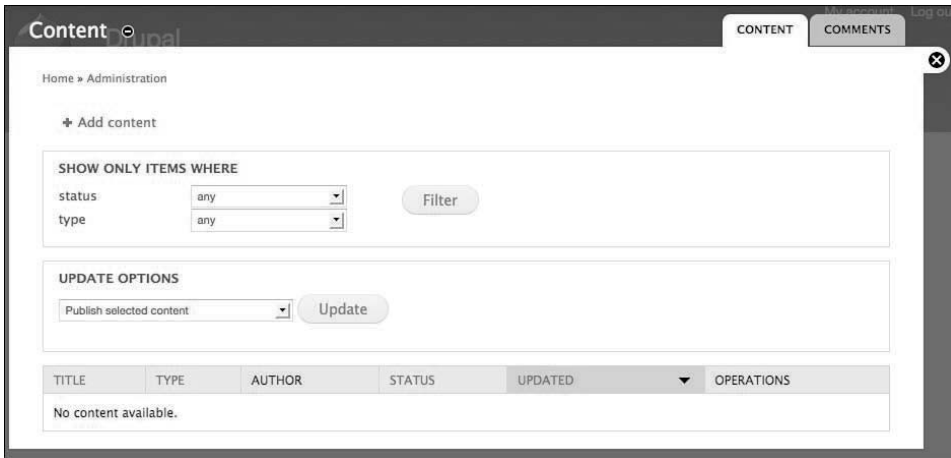 My account Log ou
Content
Drupal
CONTENT
COMMENTS
Home » Administration
+ Add content
SHOW ONLY ITEMS WHERE
status any
Filter
type any
UPDATE OPTIONS
Publish selected content
Update
TITLE TYPE AUTHOR STATUS UPDATED OPERATIONS
No content available.